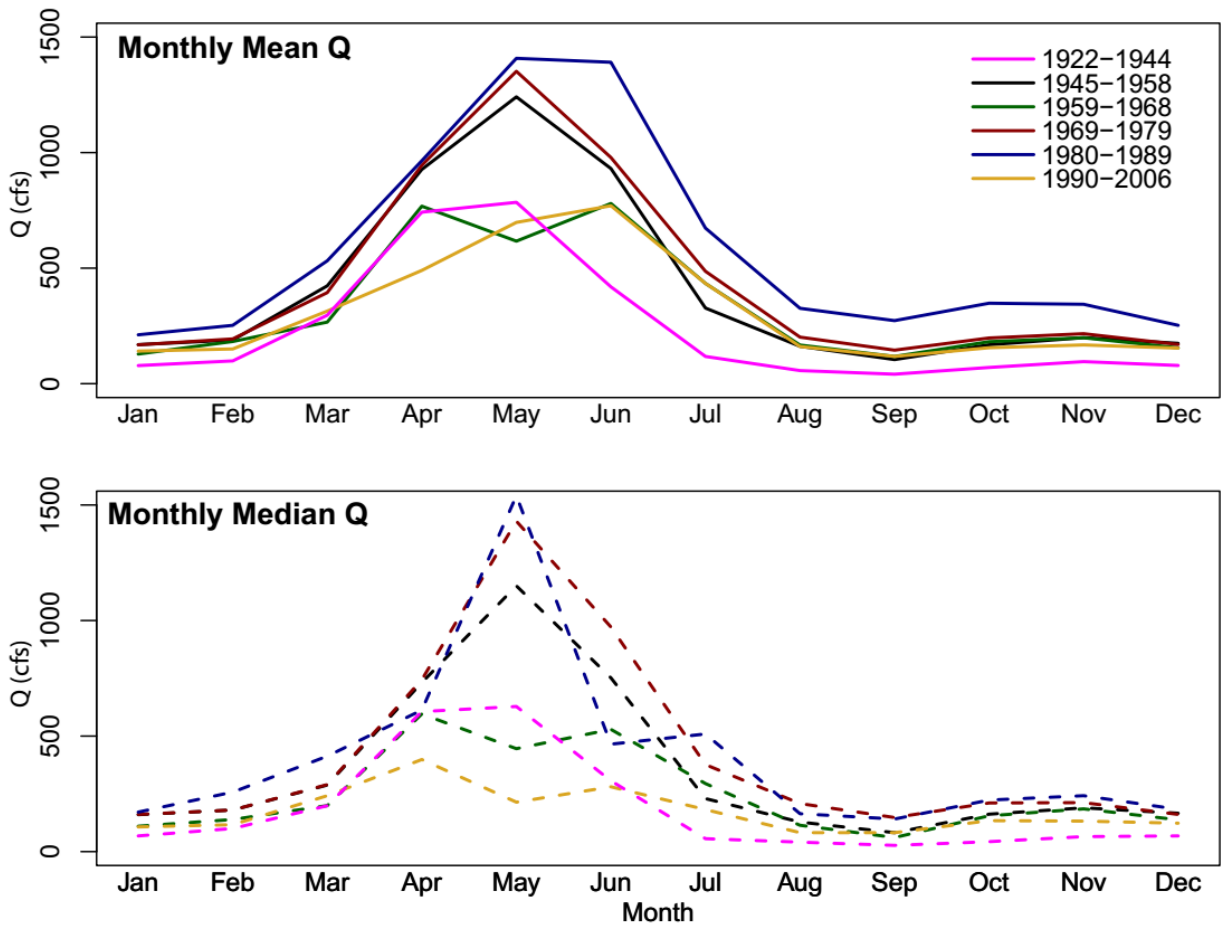 Monthly Mean Q
1922−1944
1945−1958
1959−1968
1969−1979
1980−1989
1990−2006
Q (cfs)
1500
1000
500
0
Jan Feb Mar Apr May Jun Jul Aug Sep Oct Nov Dec
Monthly Median Q
Q (cfs)
1500
1000
500
0
Jan Feb Mar Apr May Jun Jul Aug Sep Oct Nov Dec
Month